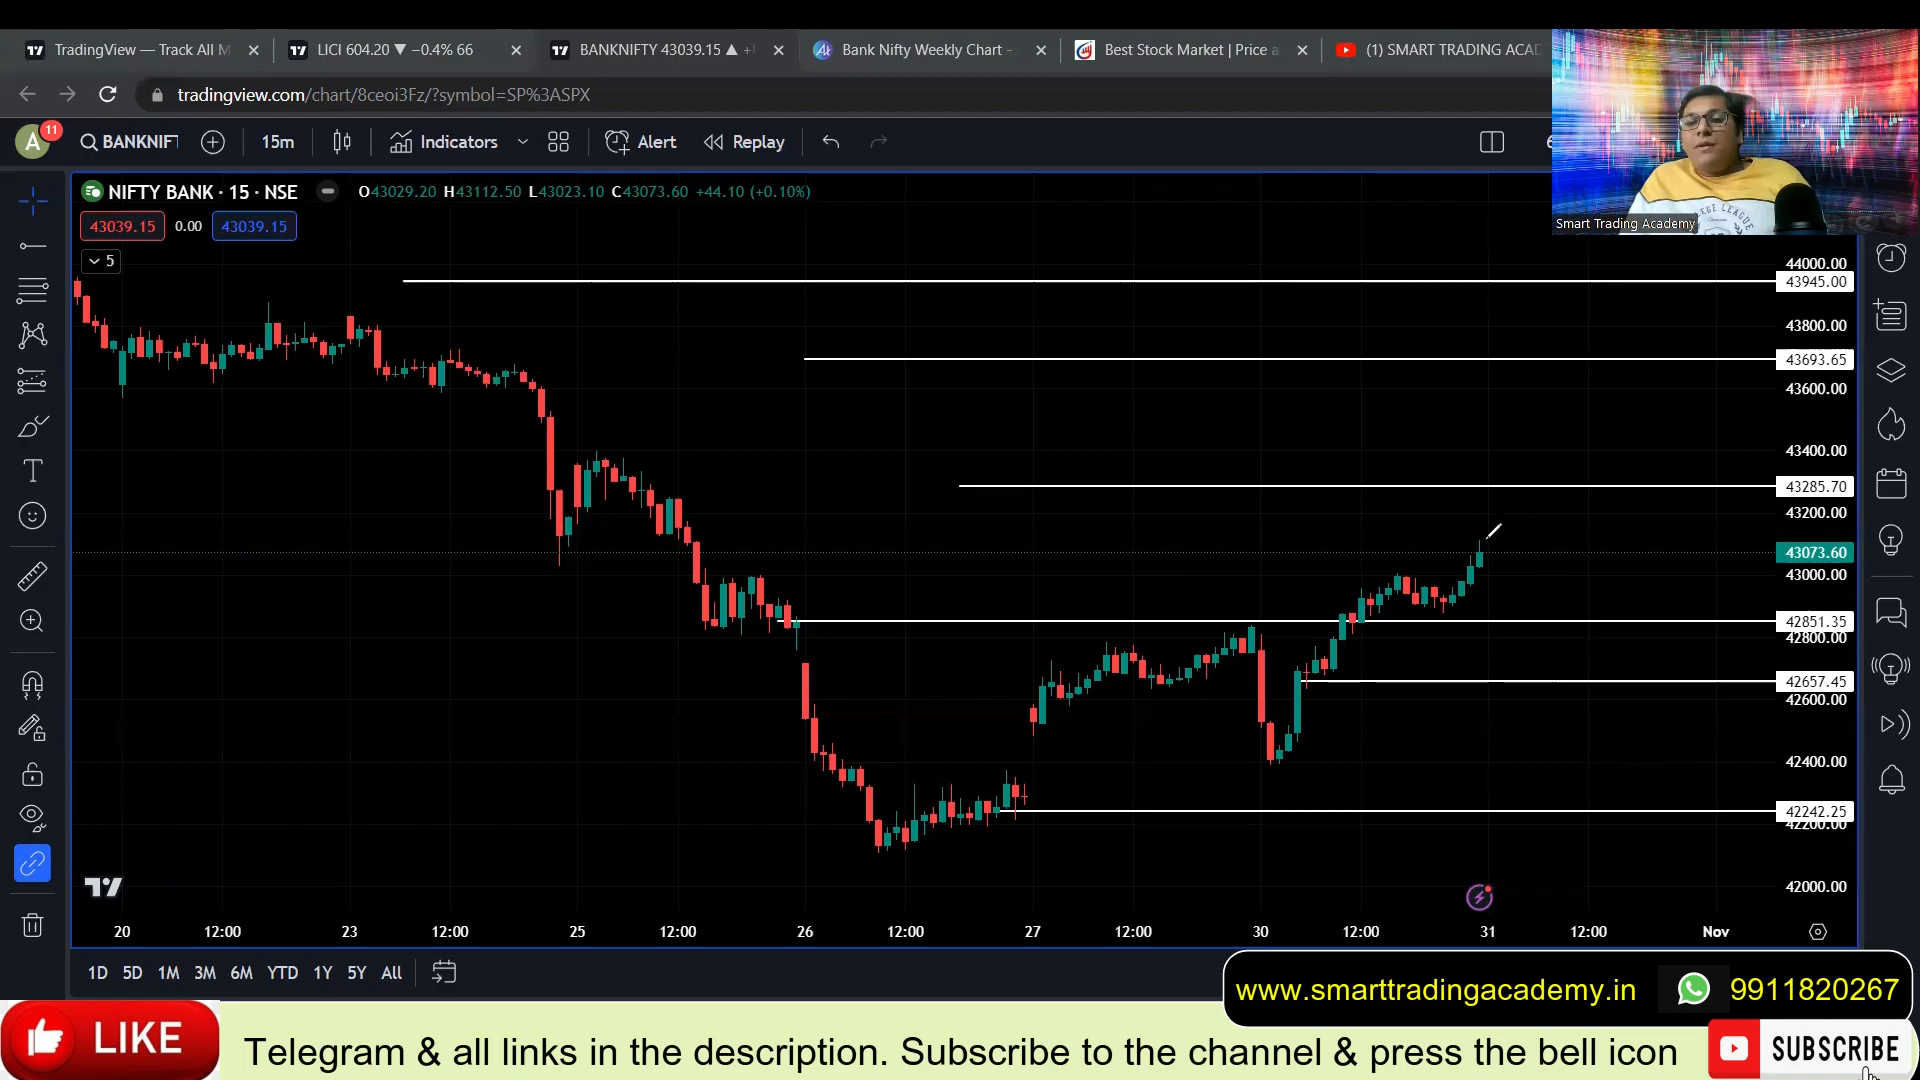 TradingView — Track All M
LICI 604.20 ▼ −0.4% 66
BANKNIFTY 43039.15 ▲ +
Bank Nifty Weekly Chart -
Best Stock Market | Price a
(1) SMART TRADING ACAD
tradingview.com/chart/8ceoi3Fz/?symbol=SP%3ASPX
A
11
BANKNIFT
15m
Indicators
Alert
Replay
NIFTY BANK · 15 · NSE
O43029.20 H43112.50 L43023.10 C43073.60 +44.10 (+0.10%)
43039.15
0.00
43039.15
5
Smart Trading Academy
COLLEGE LEAGUE
44000.00
43945.00
43800.00
43693.65
43600.00
43400.00
43285.70
43200.00
43073.60
43000.00
42851.35
42800.00
42657.45
42600.00
42400.00
42242.25
42200.00
42000.00
20 12:00 23 12:00 25 12:00 26 12:00 27 12:00 30 12:00 31 12:00 Nov
1D 5D 1M 3M 6M YTD 1Y 5Y All
www.smarttradingacademy.in
9911820267
LIKE
Telegram & all links in the description. Subscribe to the channel & press the bell icon
SUBSCRIBE